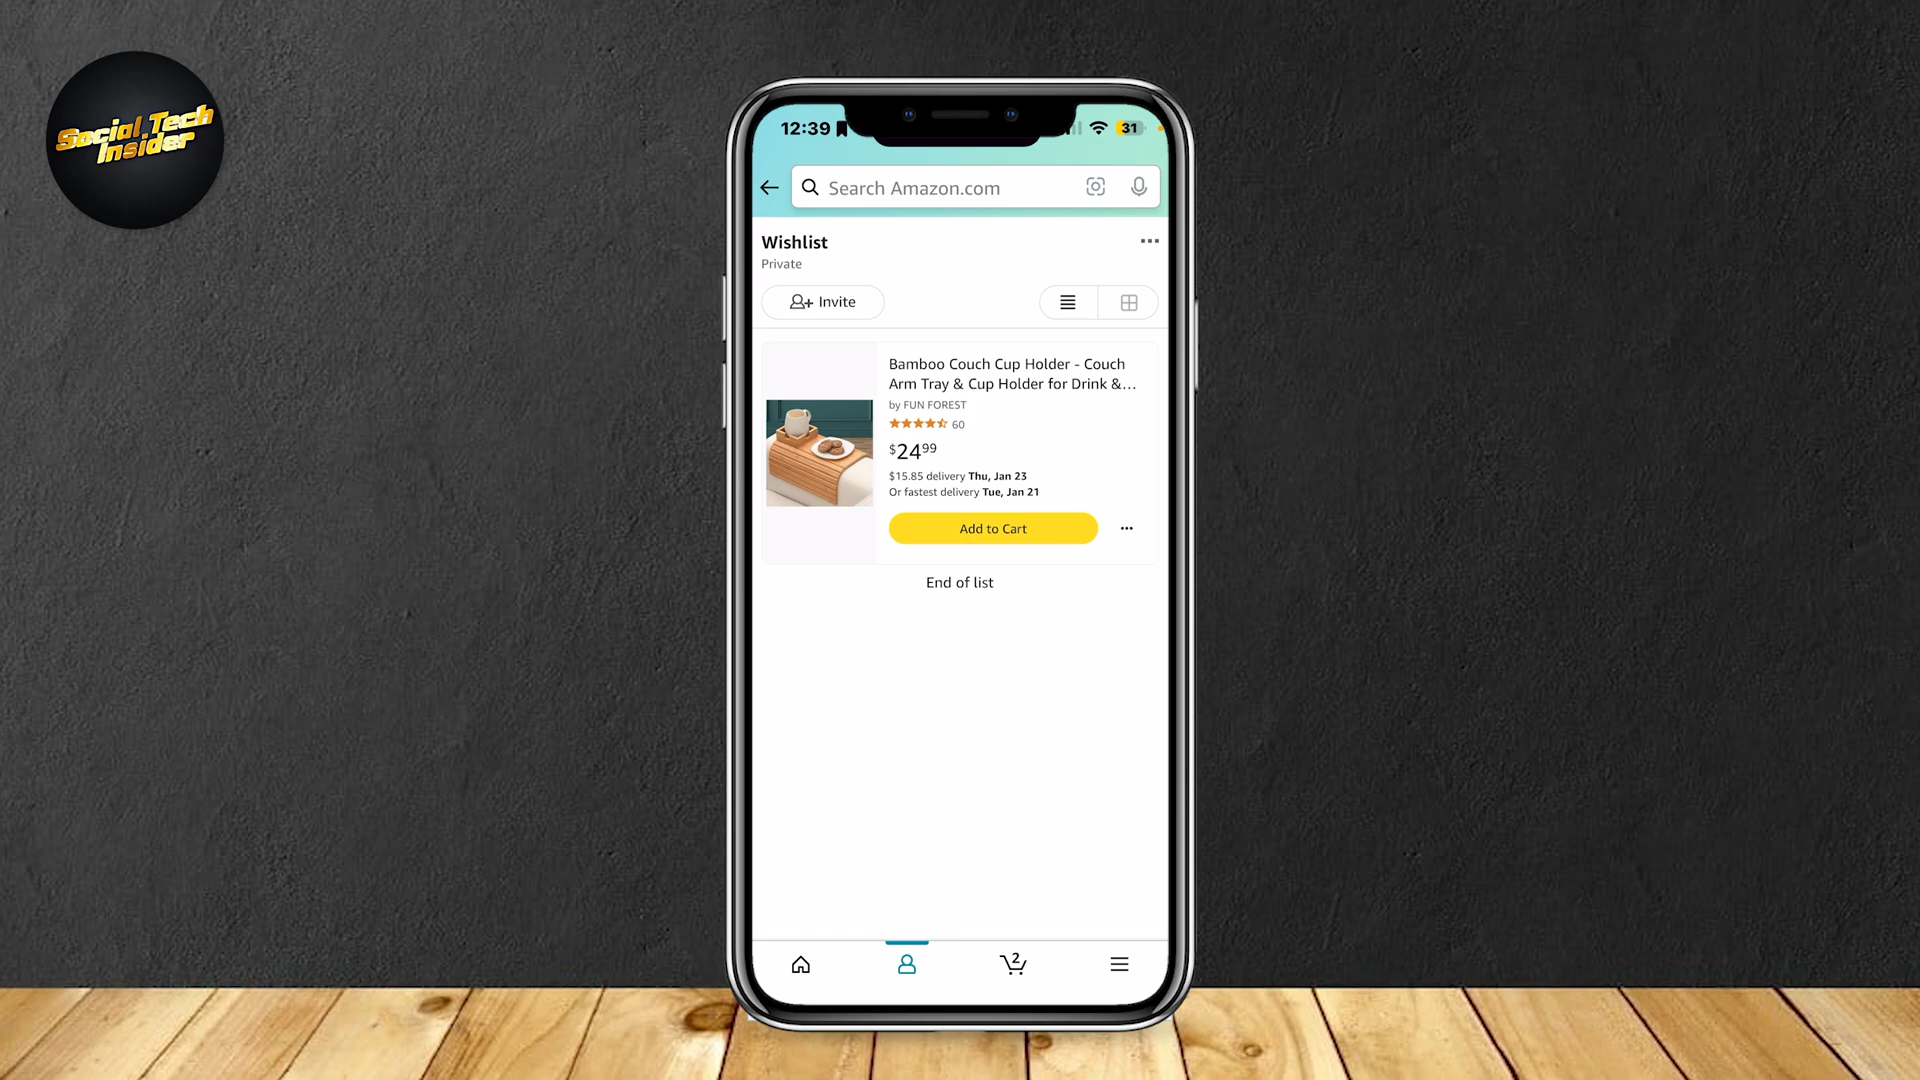 Social Tech
Insider
12:39
31
Search Amazon.com
Wishlist
Private
Invite
Bamboo Couch Cup Holder - Couch
Arm Tray & Cup Holder for Drink &...
by FUN FOREST
60
$24.99
$15.85 delivery Thu, Jan 23
Or fastest delivery Tue, Jan 21
Add to Cart
End of list
2